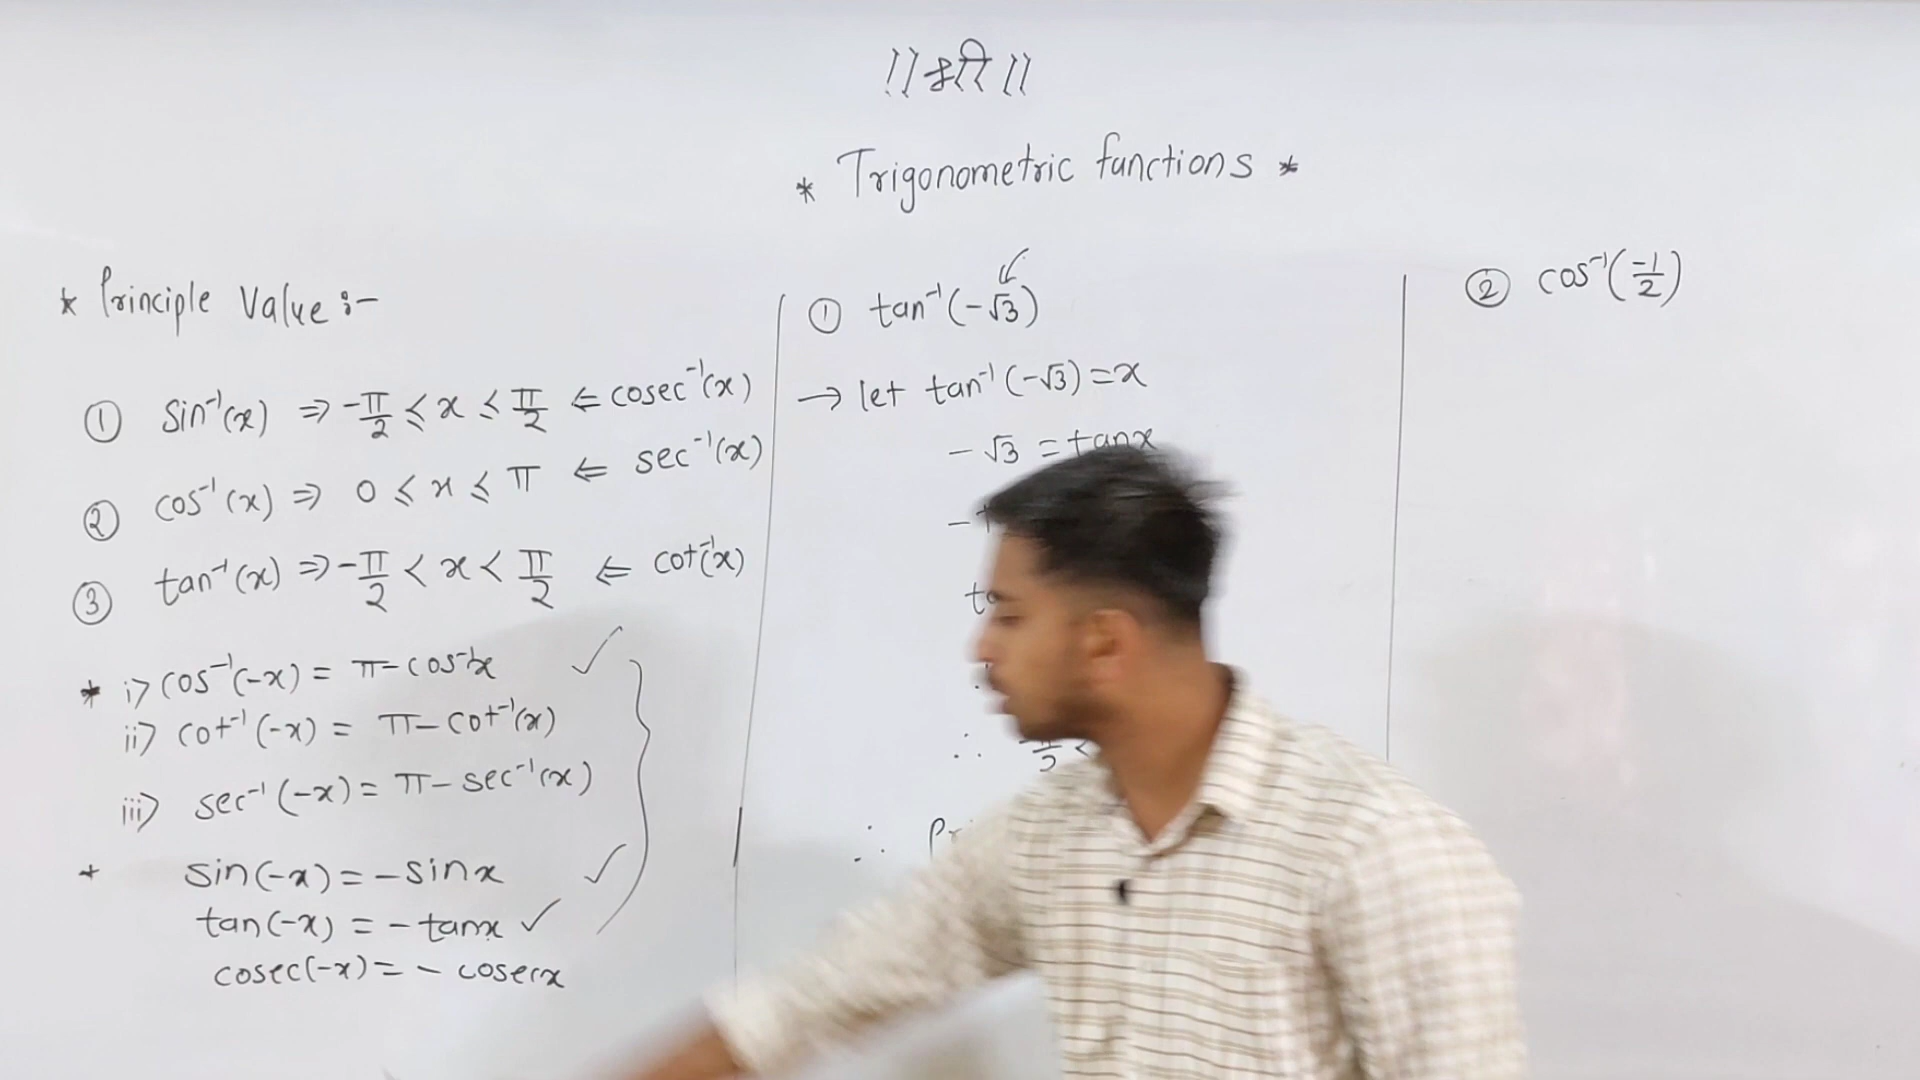 ।।श्री।।
* Trigonometric functions *
* Principle Value :-
① Sin⁻¹(x) ⇒ -π/2 ≤ x ≤ π/2 ⇐ cosec⁻¹(x)
② cos⁻¹(x) ⇒ 0 ≤ x ≤ π ⇐ sec⁻¹(x)
③ tan⁻¹(x) ⇒ -π/2 < x < π/2 ⇐ cot⁻¹(x)
* i> cos⁻¹(-x) = π-cos⁻¹x ✓
ii> cot⁻¹(-x) = π-cot⁻¹(x)
iii> sec⁻¹(-x) = π-sec⁻¹(x)
+ sin(-x) = -sinx ✓
tan(-x) = -tanx ✓
cosec(-x) = - cosecx
① tan⁻¹(-√3)
→ let tan⁻¹(-√3) = x
-√3 = tanx
② cos⁻¹(-1/2)